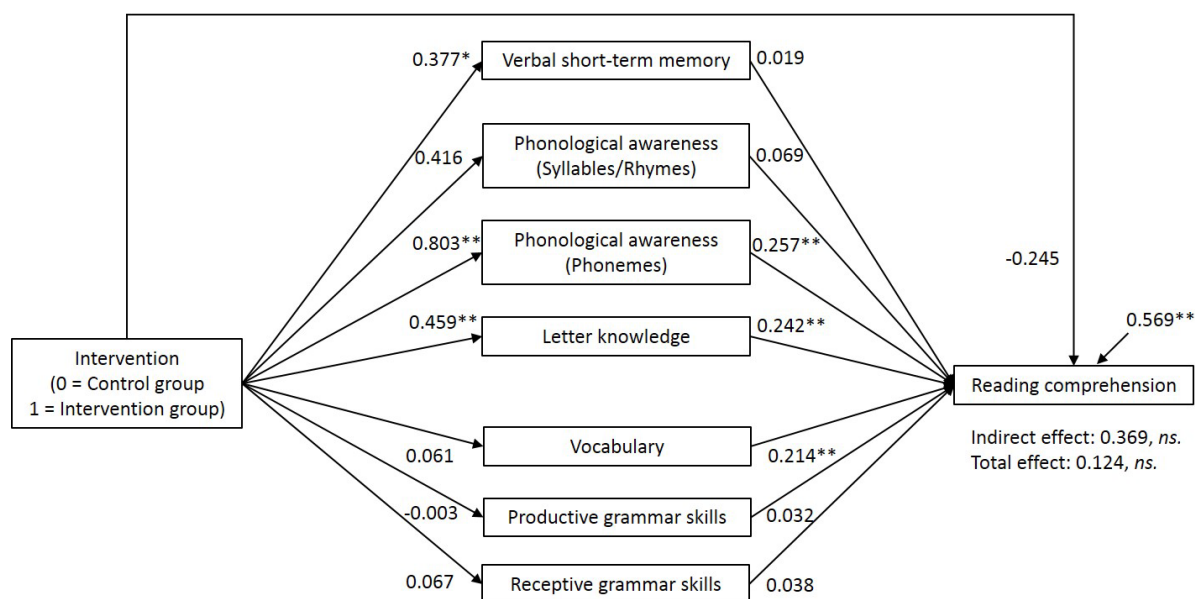 0.377*
Verbal short-term memory
0.019
0.416
Phonological awareness
(Syllables/Rhymes)
0.069
0.803**
Phonological awareness
(Phonemes)
0.257**
-0.245
0.459**
Letter knowledge
0.242**
0.569**
Intervention
(0 = Control group
1 = Intervention group)
Reading comprehension
Indirect effect: 0.369, ns.
Total effect: 0.124, ns.
0.061
Vocabulary
0.214**
-0.003
Productive grammar skills
0.032
0.067
Receptive grammar skills
0.038